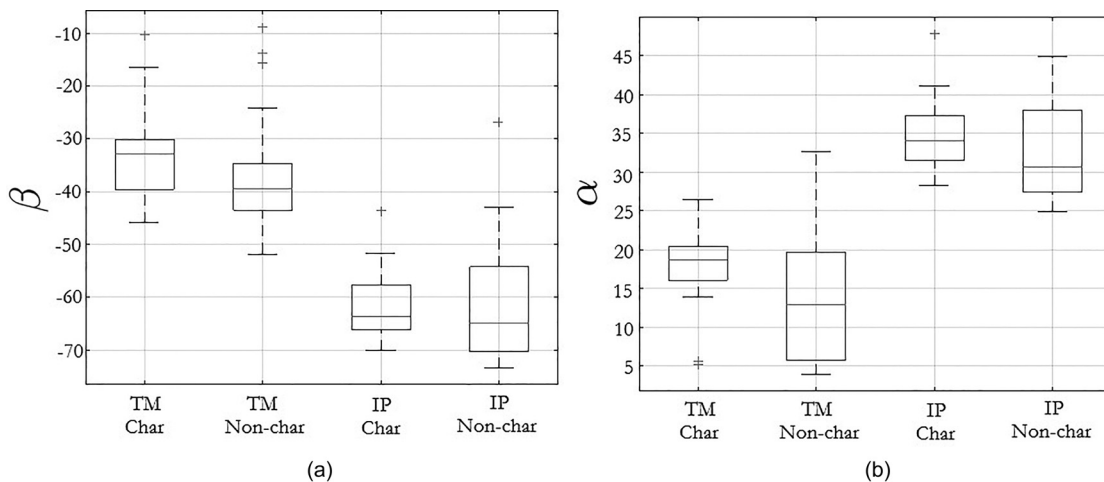 -10
-20
-30
-40
-50
-60
-70
β
TM
Char
TM
Non-char
IP
Char
IP
Non-char
(a)
45
40
35
30
25
20
15
10
5
α
TM
Char
TM
Non-char
IP
Char
IP
Non-char
(b)